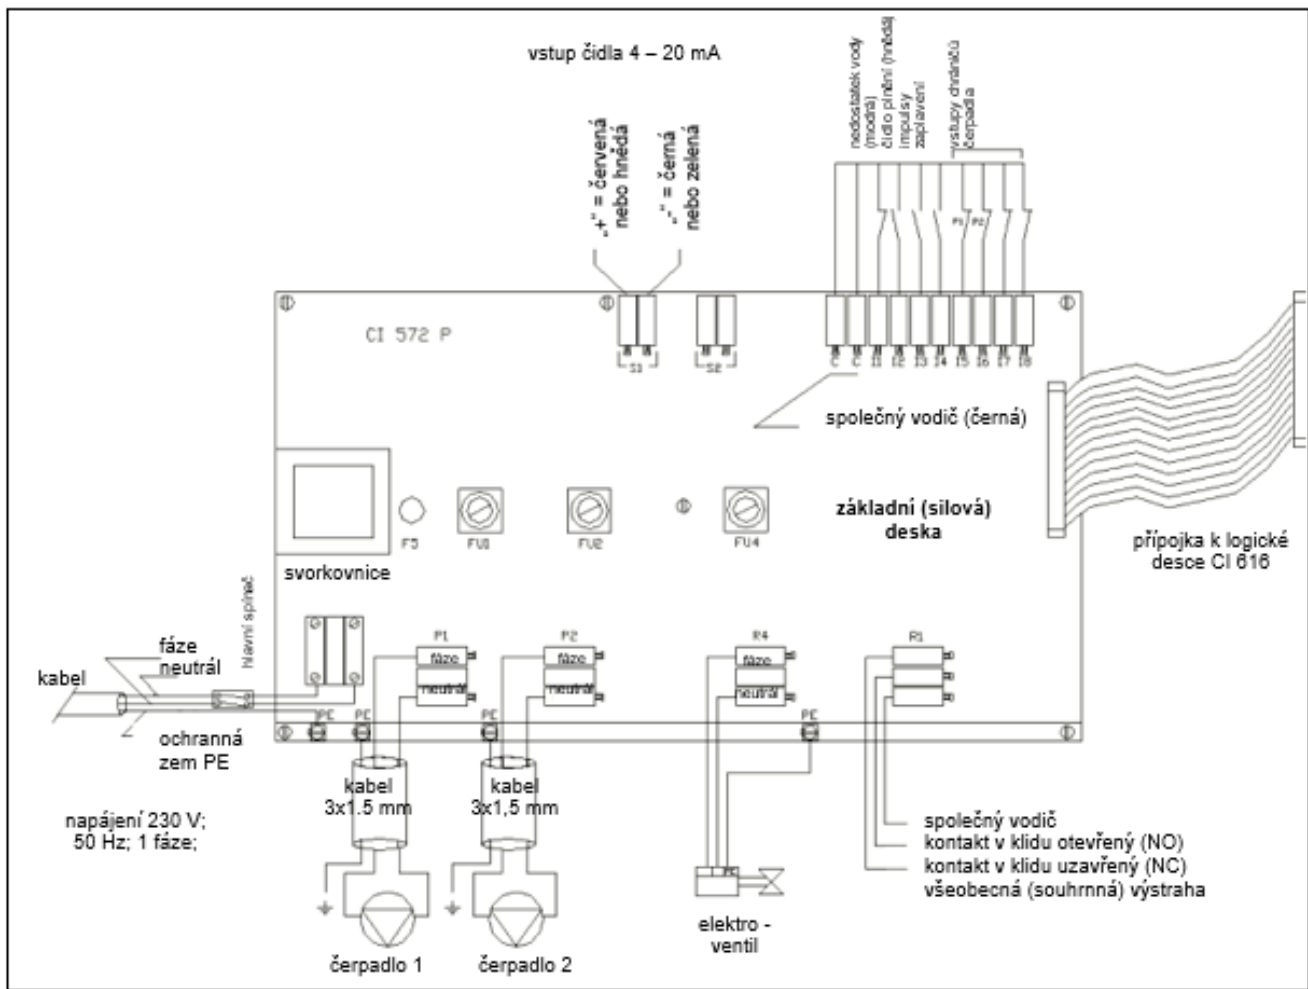 vstup čidla 4 – 20 mA
„+“ = červená
nebo hnědá
„-“ = černá
nebo zelená
nedostatek vody
(modrá)
čidlo plnění (hnědá)
impulsy
zaplavení
vstupy chráničů
čerpadla
P1
P2
CI 572 P
S1
S2
C
C
I1
I2
I3
I4
I5
I6
I7
I8
společný vodič (černá)
F5
FU1
FU2
FU4
základní (silová)
deska
přípojka k logické
desce CI 616
svorkovnice
hlavní spínač
fáze
neutrál
kabel
ochranná
zem PE
P1
fáze
neutrál
P2
fáze
neutrál
R4
fáze
neutrál
R1
PE
PE
PE
PE
kabel
3x1.5 mm
kabel
3x1,5 mm
napájení 230 V;
50 Hz; 1 fáze;
PE
společný vodič
kontakt v klidu otevřený (NO)
kontakt v klidu uzavřený (NC)
všeobecná (souhrnná) výstraha
elektro -
ventil
čerpadlo 1
čerpadlo 2